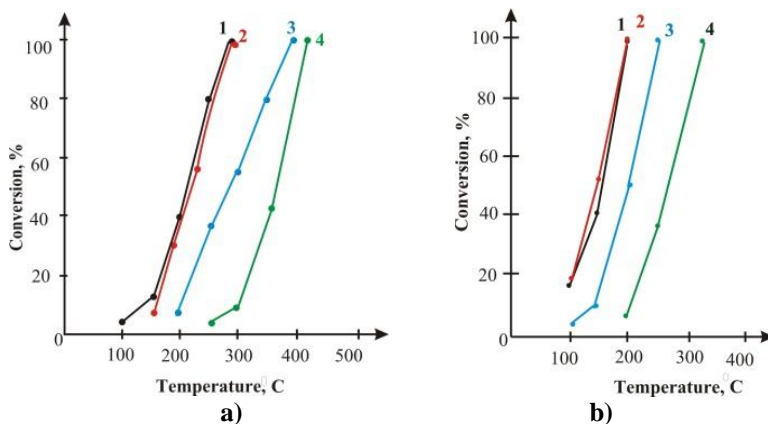 1 2 3 4
100
80
60
40
20
0
100 200 300 400 500
Conversion, %
Temperature, C
a)
1 2 3 4
100
80
60
40
20
0
100 200 300 400
Conversion, %
Temperature, °C
b)